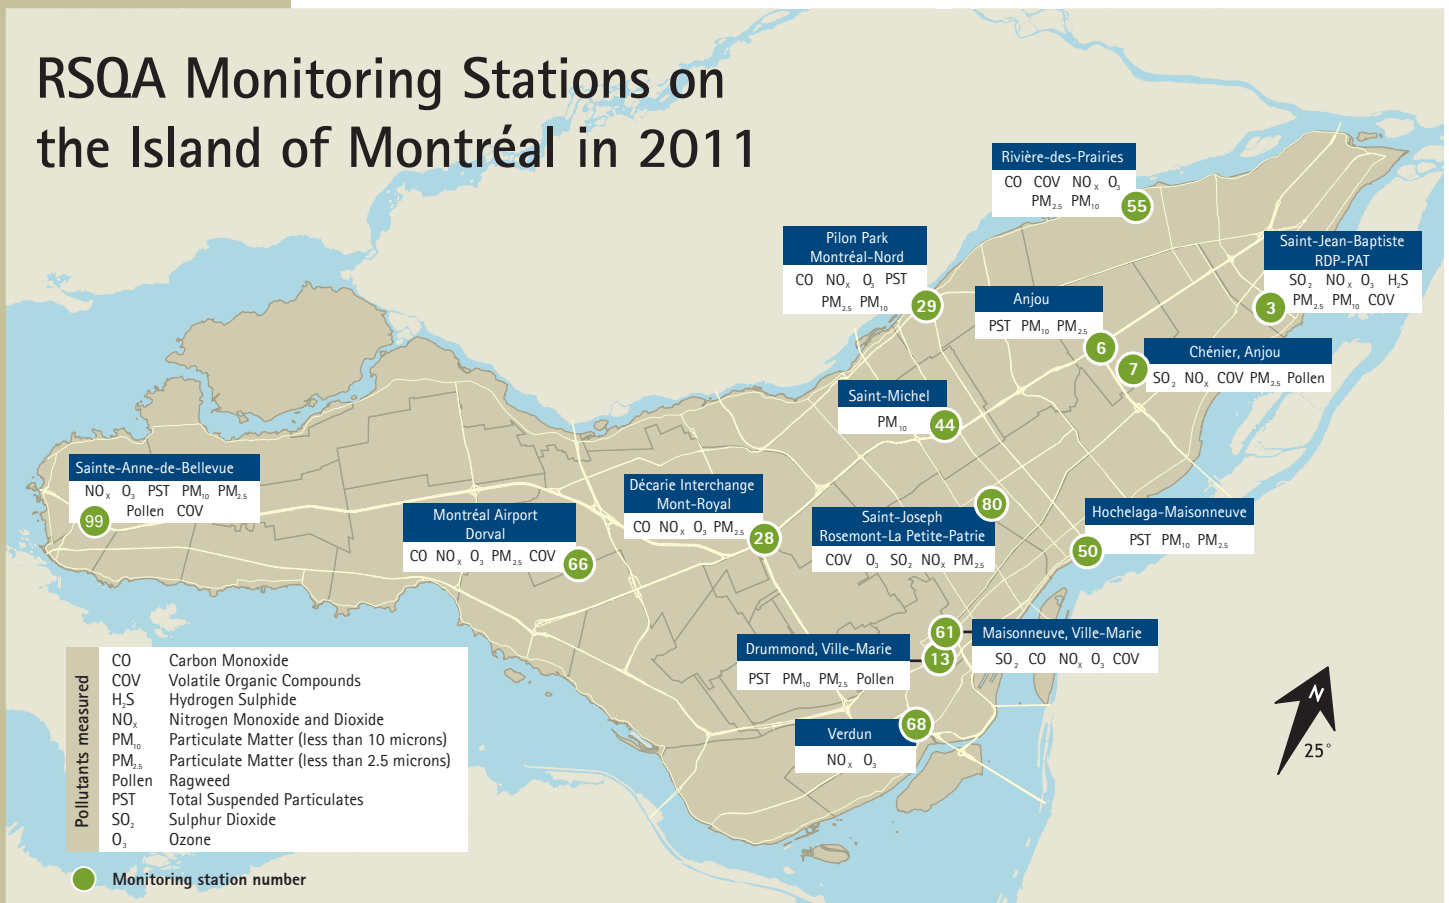 RSQA Monitoring Stations on
the Island of Montréal in 2011
Rivière-des-Prairies
CO COV NOx O₃
PM₂.₅ PM₁₀
55
Pilon Park
Montréal-Nord
CO NOx O₃ PST
PM₂.₅ PM₁₀
29
Saint-Jean-Baptiste
RDP-PAT
SO₂ NOx O₃ H₂S
PM₂.₅ PM₁₀ COV
3
Anjou
PST PM₁₀ PM₂.₅
6
Chénier, Anjou
SO₂ NOx COV PM₂.₅ Pollen
7
Saint-Michel
PM₁₀
44
Sainte-Anne-de-Bellevue
NOx O₃ PST PM₁₀ PM₂.₅
Pollen COV
99
Montréal Airport
Dorval
CO NOx O₃ PM₂.₅ COV
66
Décarie Interchange
Mont-Royal
CO NOx O₃ PM₂.₅
28
80
Saint-Joseph
Rosemont-La Petite-Patrie
COV O₃ SO₂ NOx PM₂.₅
Hochelaga-Maisonneuve
PST PM₁₀ PM₂.₅
50
61
Maisonneuve, Ville-Marie
SO₂ CO NOx O₃ COV
Drummond, Ville-Marie
PST PM₁₀ PM₂.₅ Pollen
13
68
Verdun
NOx O₃
N
25°
Pollutants measured
CO Carbon Monoxide
COV Volatile Organic Compounds
H₂S Hydrogen Sulphide
NOx Nitrogen Monoxide and Dioxide
PM₁₀ Particulate Matter (less than 10 microns)
PM₂.₅ Particulate Matter (less than 2.5 microns)
Pollen Ragweed
PST Total Suspended Particulates
SO₂ Sulphur Dioxide
O₃ Ozone
Monitoring station number